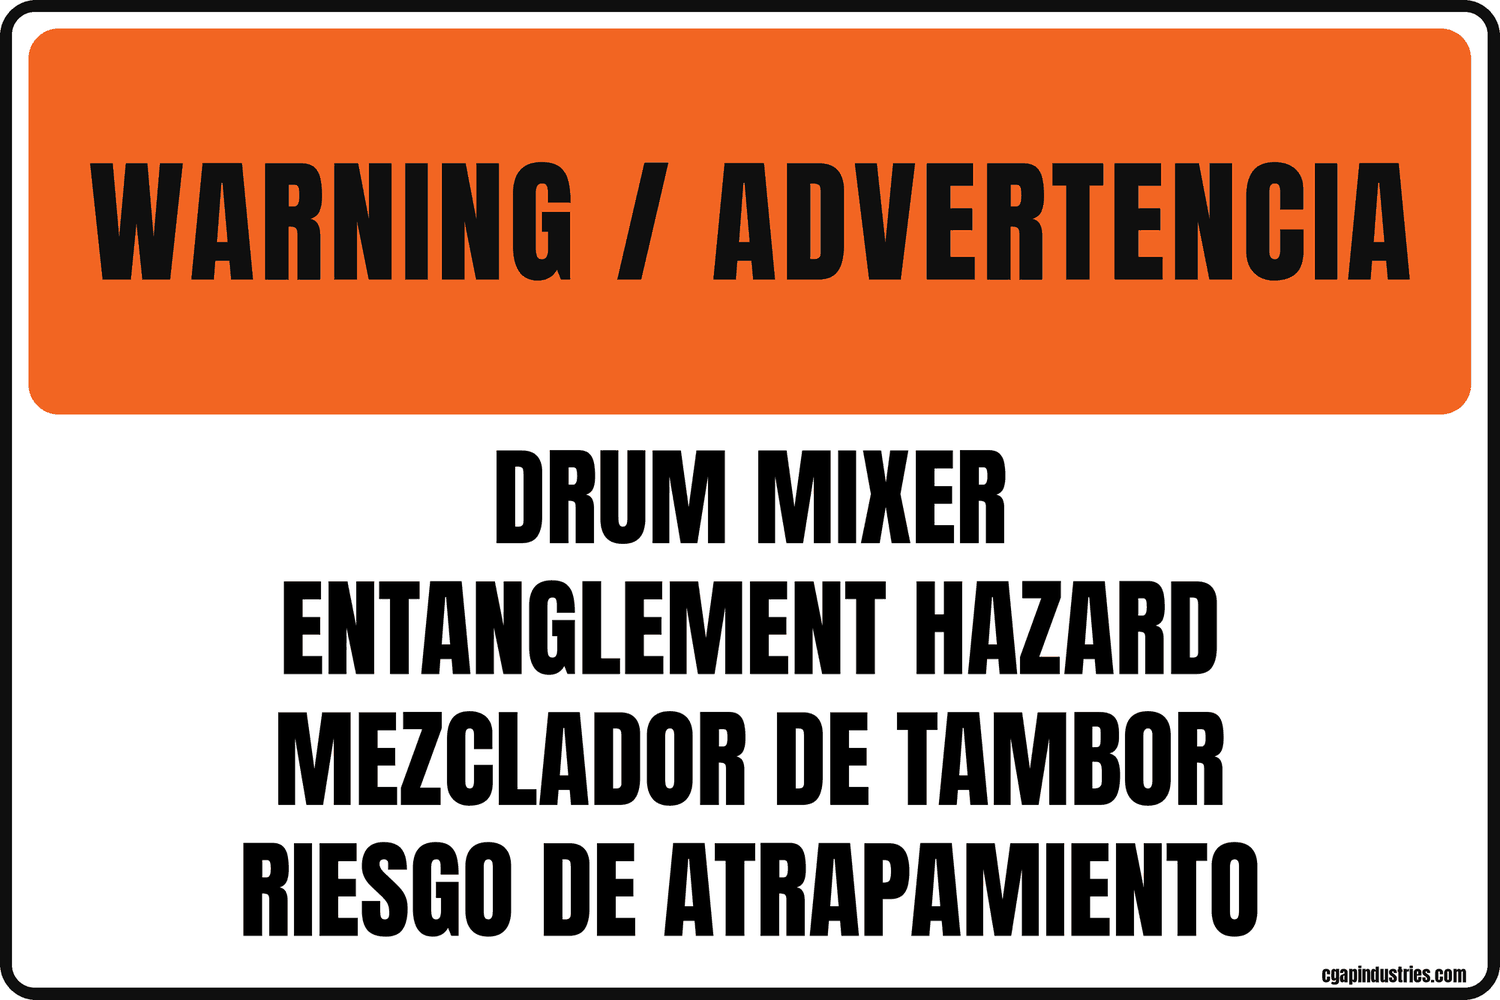 WARNING / ADVERTENCIA
DRUM MIXER
ENTANGLEMENT HAZARD
MEZCLADOR DE TAMBOR
RIESGO DE ATRAPAMIENTO
cgapindustries.com